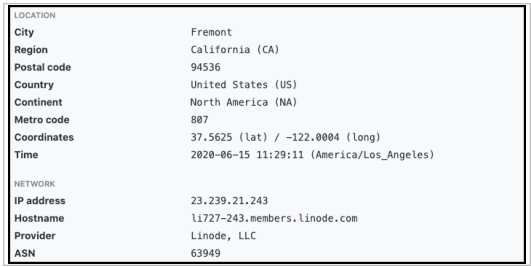 LOCATION
City Fremont
Region California (CA)
Postal code 94536
Country United States (US)
Continent North America (NA)
Metro code 807
Coordinates 37.5625 (lat) / -122.0004 (long)
Time 2020-06-15 11:29:11 (America/Los_Angeles)
NETWORK
IP address 23.239.21.243
Hostname li727-243.members.linode.com
Provider Linode, LLC
ASN 63949